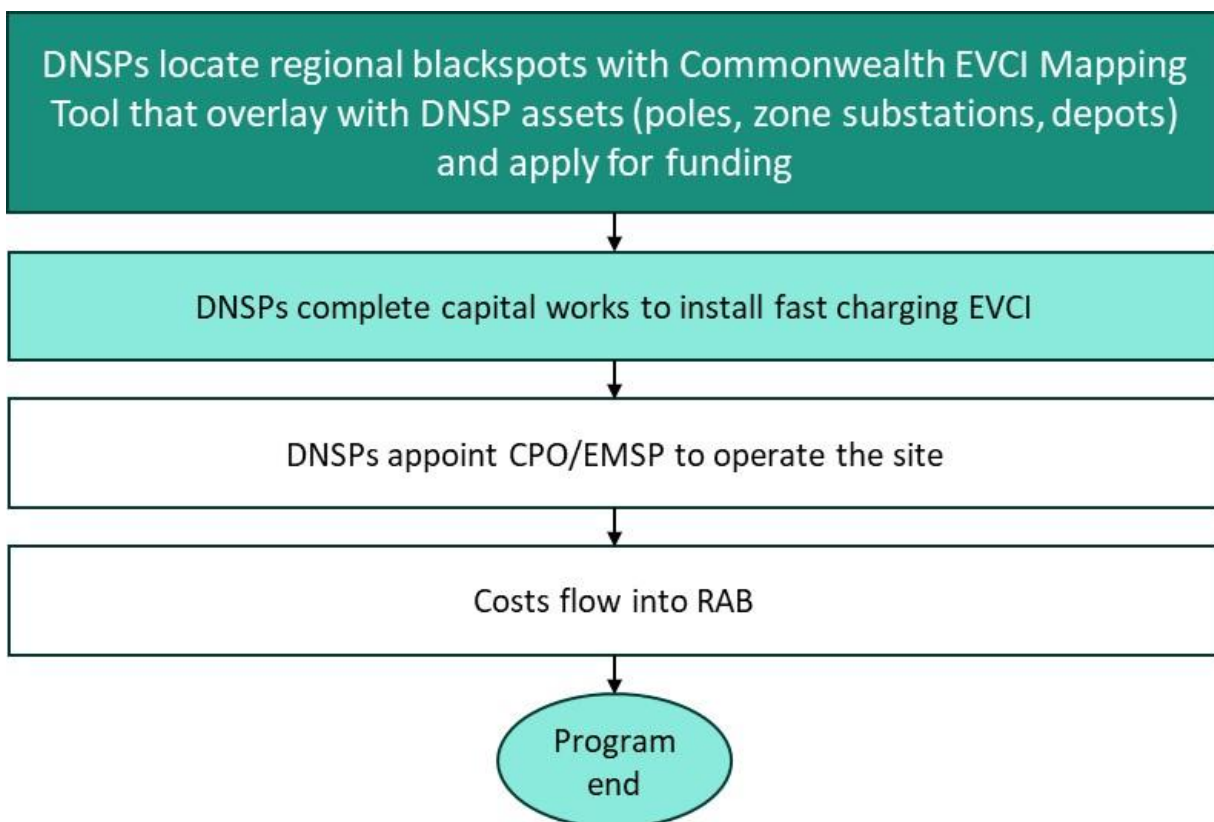 DNSPs locate regional blackspots with Commonwealth EVCI Mapping
Tool that overlay with DNSP assets (poles, zone substations, depots)
and apply for funding
DNSPs complete capital works to install fast charging EVCI
DNSPs appoint CPO/EMSP to operate the site
Costs flow into RAB
Program
end